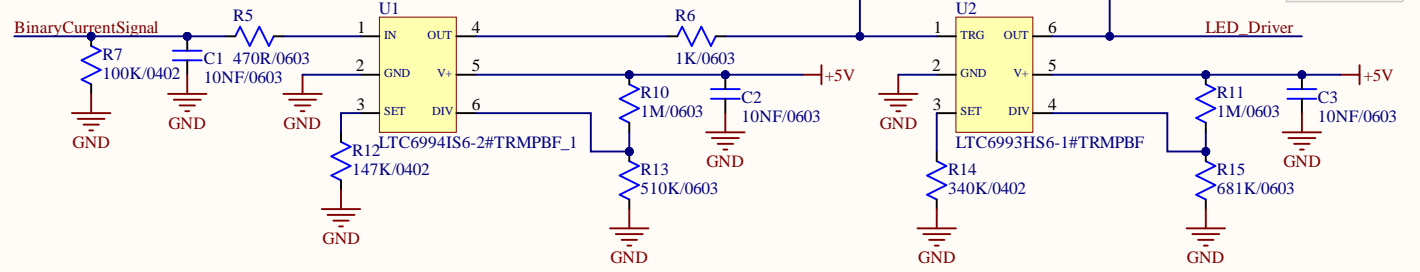 BinaryCurrentSignal
R7
100K/0402
GND
C1
10NF/0603
GND
R5
470R/0603
U1
1 IN OUT 4
2 GND V+ 5
3 SET DIV 6
LTC6994IS6-2#TRMPBF_1
GND
R12
147K/0402
GND
R6
1K/0603
+5V
R10
1M/0603
C2
10NF/0603
GND
R13
510K/0603
GND
U2
1 TRG OUT 6
2 GND V+ 5
3 SET DIV 4
LTC6993HS6-1#TRMPBF
GND
R14
340K/0402
GND
LED_Driver
+5V
R11
1M/0603
C3
10NF/0603
GND
R15
681K/0603
GND